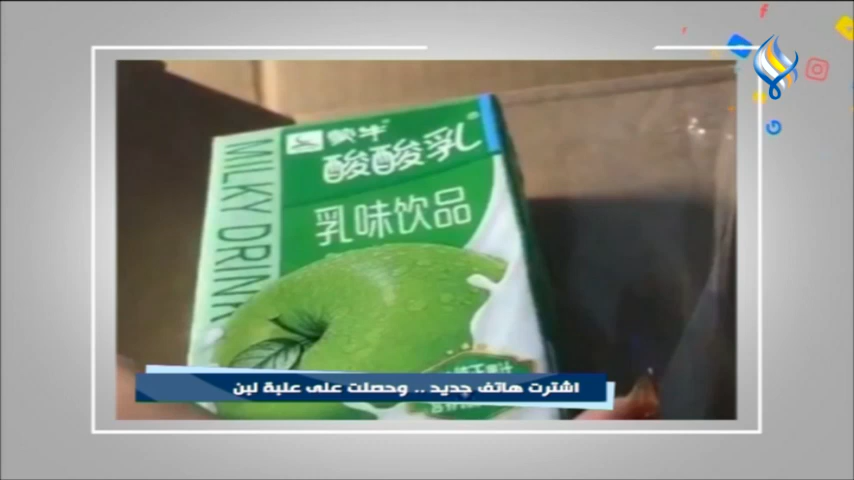 蒙牛
酸酸乳
乳味饮品
MILKY DRINK
اشترت هاتف جديد .. وحصلت على علبة لبن